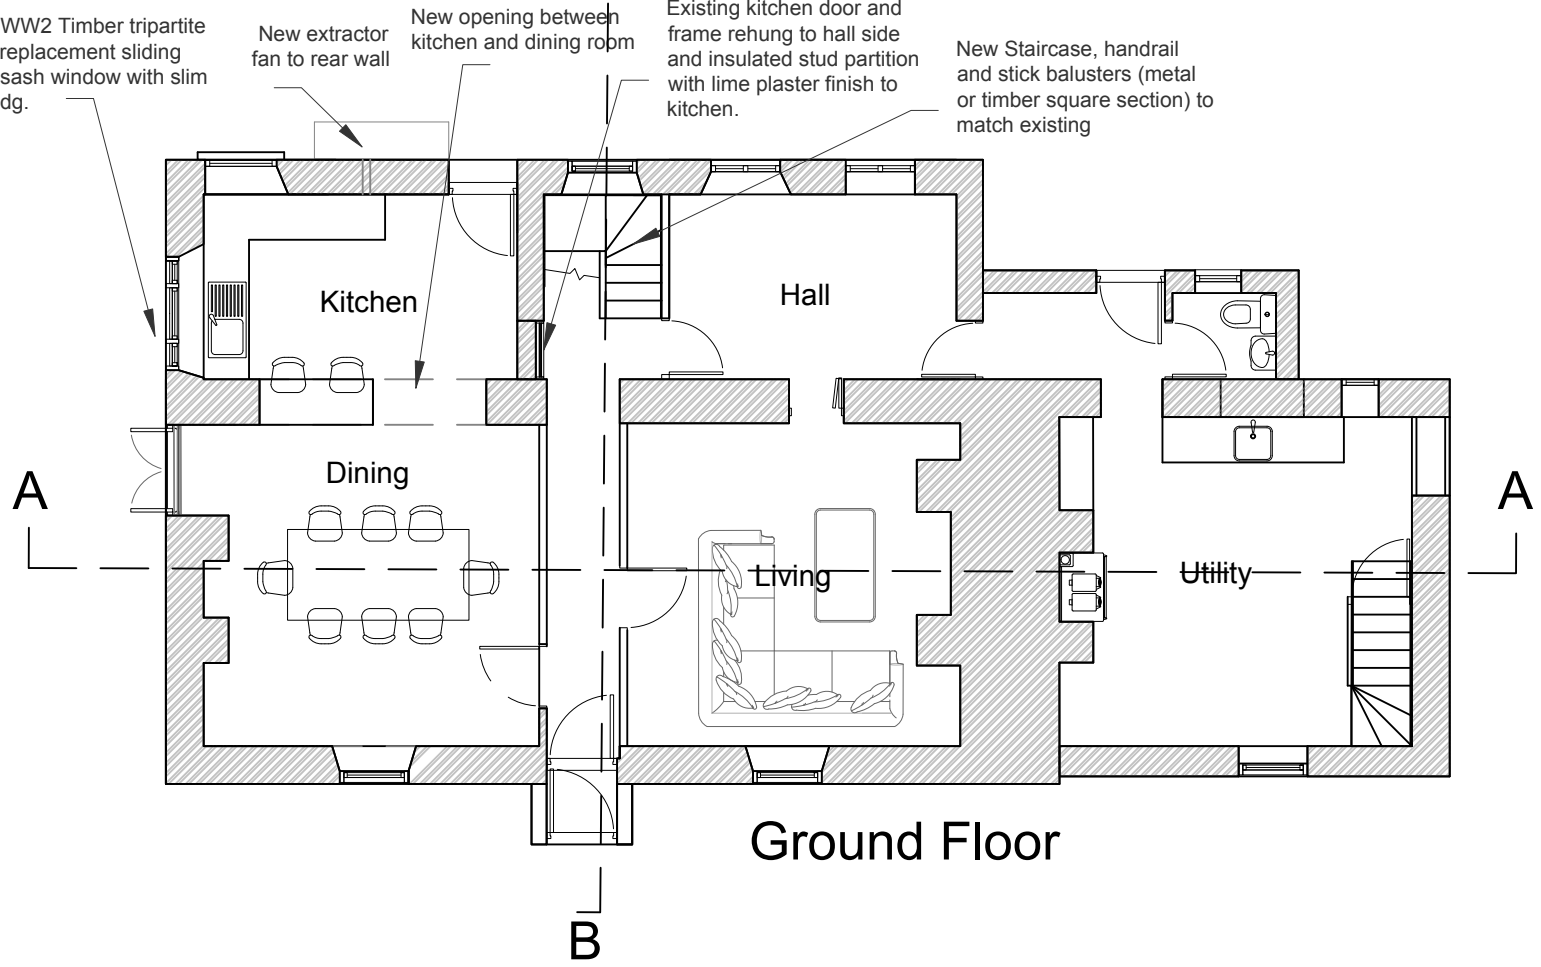 WW2 Timber tripartite
replacement sliding
sash window with slim
dg.
New extractor
fan to rear wall
New opening between
kitchen and dining room
Existing kitchen door and
frame rehung to hall side
and insulated stud partition
with lime plaster finish to
kitchen.
New Staircase, handrail
and stick balusters (metal
or timber square section) to
match existing
Kitchen
Hall
Dining
A
A
Living
Utility
Ground Floor
B